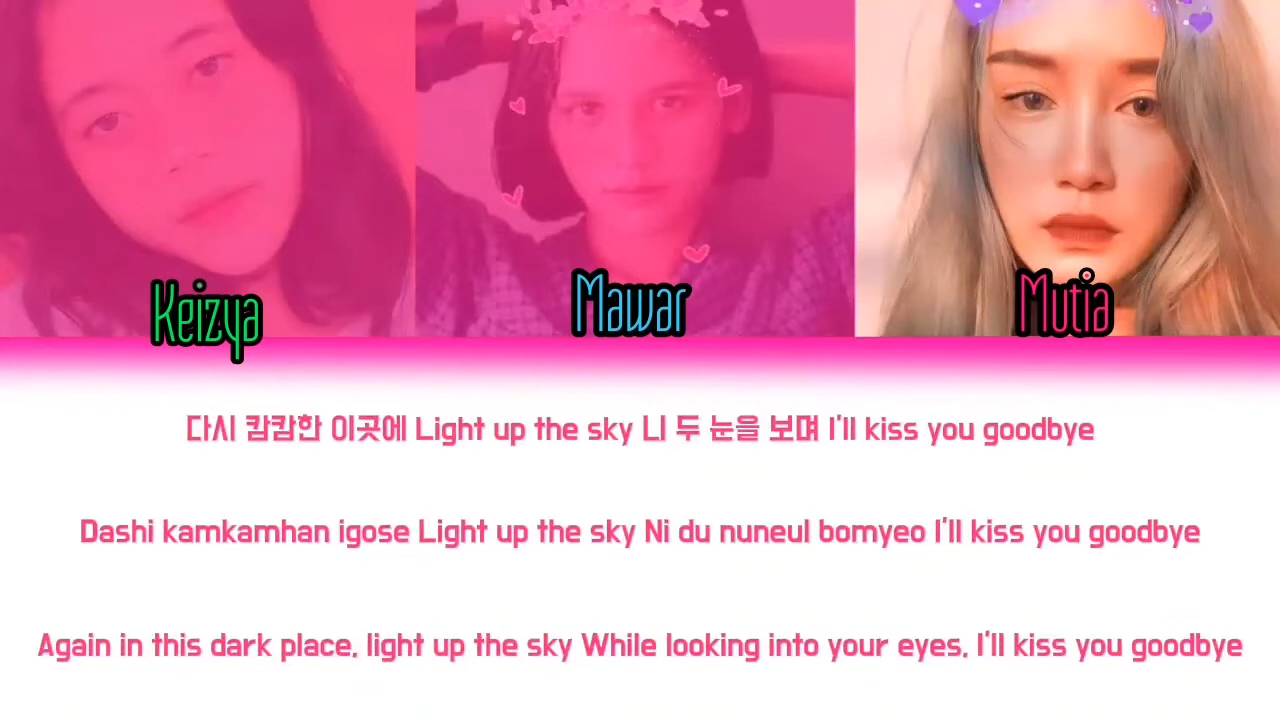 Keizya
Mawar
Mutia
다시 캄캄한 이곳에 Light up the sky 니 두 눈을 보며 I'll kiss you goodbye
Dashi kamkamhan igose Light up the sky Ni du nuneul bomyeo I'll kiss you goodbye
Again in this dark place, light up the sky While looking into your eyes, I'll kiss you goodbye